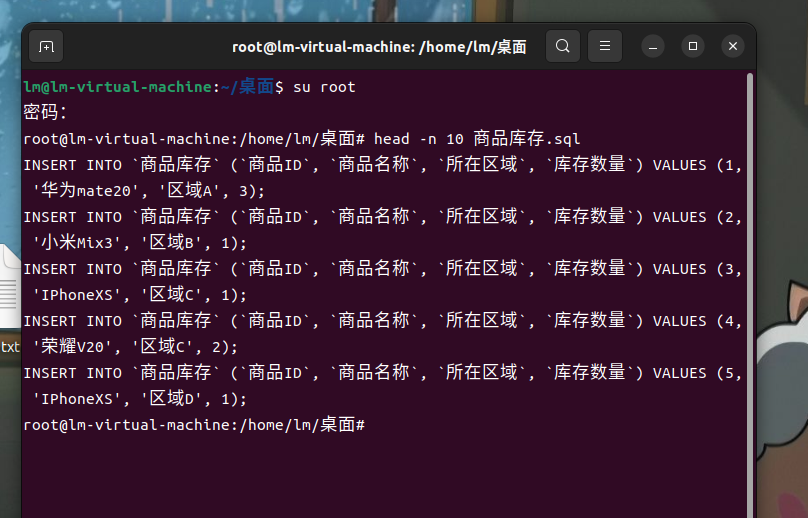 root@lm-virtual-machine: /home/lm/桌面
lm@lm-virtual-machine:~/桌面$ su root
密码：
root@lm-virtual-machine:/home/lm/桌面# head -n 10 商品库存.sql
INSERT INTO `商品库存` (`商品ID`, `商品名称`, `所在区域`, `库存数量`) VALUES (1,
'华为mate20', '区域A', 3);
INSERT INTO `商品库存` (`商品ID`, `商品名称`, `所在区域`, `库存数量`) VALUES (2,
'小米Mix3', '区域B', 1);
INSERT INTO `商品库存` (`商品ID`, `商品名称`, `所在区域`, `库存数量`) VALUES (3,
'IPhoneXS', '区域C', 1);
INSERT INTO `商品库存` (`商品ID`, `商品名称`, `所在区域`, `库存数量`) VALUES (4,
'荣耀V20', '区域C', 2);
txt
INSERT INTO `商品库存` (`商品ID`, `商品名称`, `所在区域`, `库存数量`) VALUES (5,
'IPhoneXS', '区域D', 1);
root@lm-virtual-machine:/home/lm/桌面#